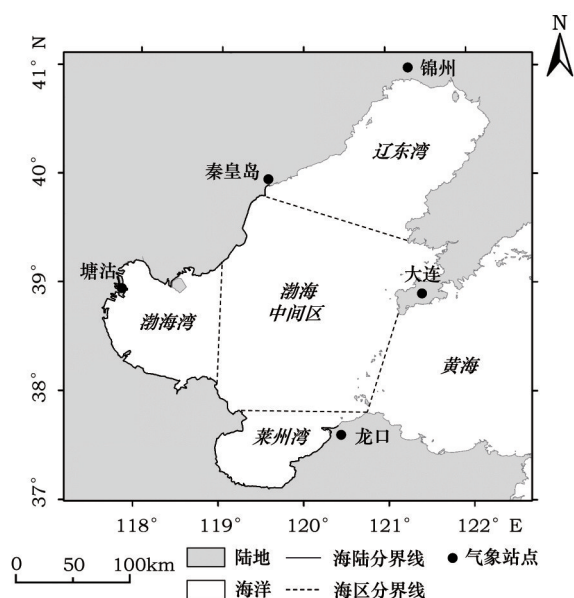 N
41° N
40°
39°
38°
37°
锦州
辽东湾
秦皇岛
塘沽
大连
渤海
中间区
渤海湾
黄海
莱州湾
龙口
118° 119° 120° 121° 122° E
0 50 100km
陆地 海陆分界线 气象站点
海洋 海区分界线